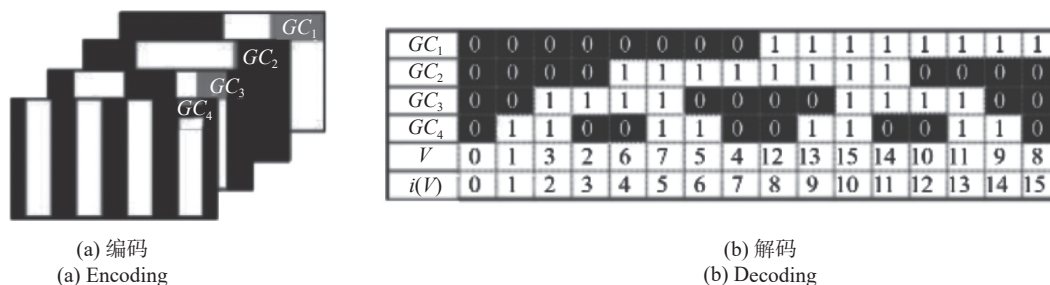 GC₁
GC₂
GC₃
GC₄
GC₁ 0 0 0 0 0 0 0 0 1 1 1 1 1 1 1 1
GC₂ 0 0 0 0 1 1 1 1 1 1 1 1 0 0 0 0
GC₃ 0 0 1 1 1 1 0 0 0 0 1 1 1 1 0 0
GC₄ 0 1 1 0 0 1 1 0 0 1 1 0 0 1 1 0
V 0 1 3 2 6 7 5 4 12 13 15 14 10 11 9 8
i(V) 0 1 2 3 4 5 6 7 8 9 10 11 12 13 14 15
(a) 编码
(a) Encoding
(b) 解码
(b) Decoding